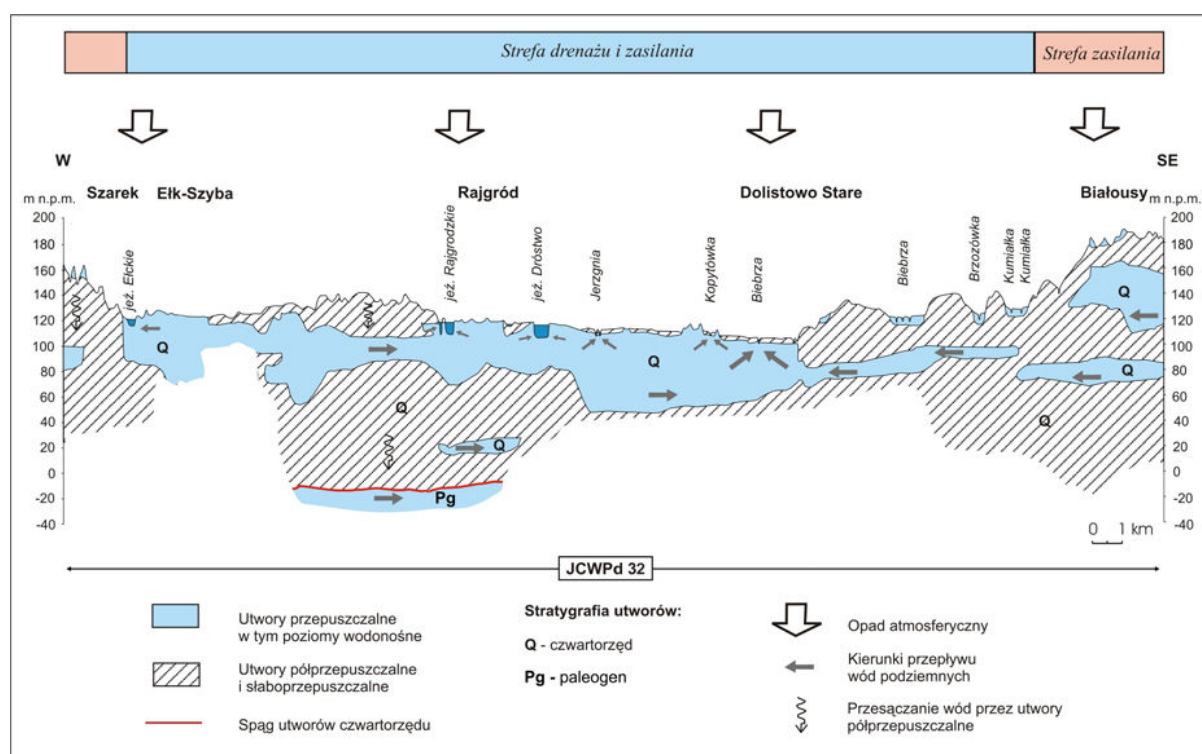 Strefa drenażu i zasilania
Strefa zasilania
W
SE
Szarek
Ełk-Szyba
Rajgród
Dolistowo Stare
Białousy
m n.p.m.
m n.p.m.
200
180
160
140
120
100
80
60
40
20
0
-20
-40
200
180
160
140
120
100
80
60
40
20
0
-20
-40
jeź. Ełckie
jeź. Rajgrodzkie
jeź. Dróstwo
Jerzgnia
Kopytówka
Biebrza
Biebrza
Brzozówka
Kumiałka
Kumiałka
Q
Q
Q
Q
Q
Q
Q
Pg
0 1 km
JCWPd 32
Utwory przepuszczalne
w tym poziomy wodonośne
Utwory półprzepuszczalne
i słaboprzepuszczalne
Spąg utworów czwartorzędu
Stratygrafia utworów:
Q - czwartorzęd
Pg - paleogen
Opad atmosferyczny
Kierunki przepływu
wód podziemnych
Przesączanie wód przez utwory
półprzepuszczalne